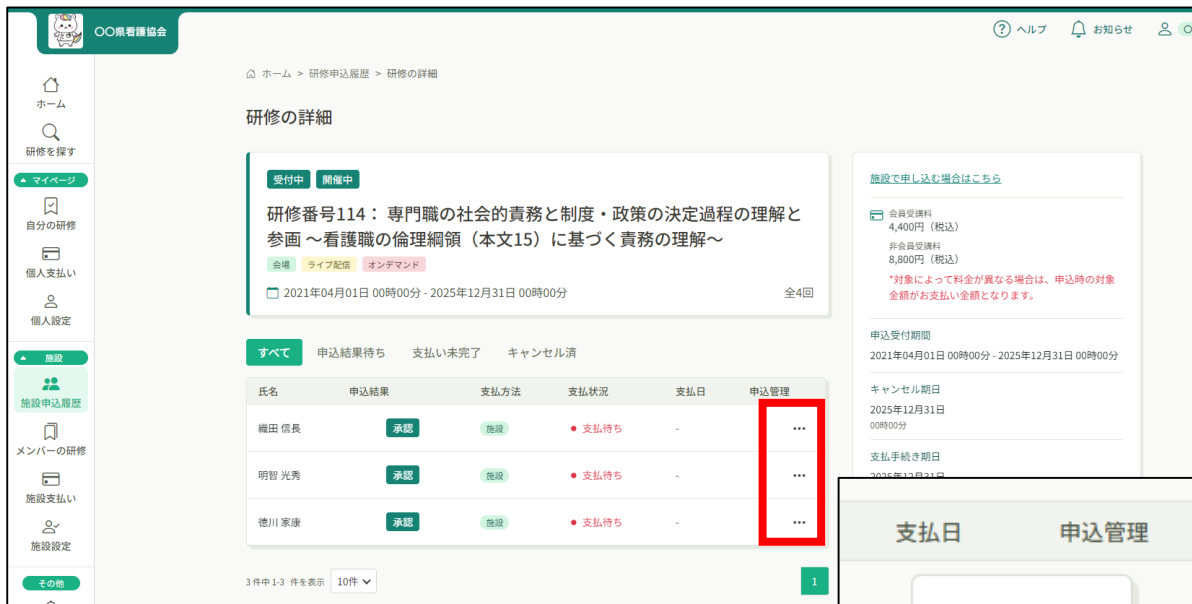 〇〇県看護協会
ヘルプ
お知らせ
ホーム
研修を探す
マイページ
自分の研修
個人支払い
個人設定
施設
施設申込履歴
メンバーの研修
施設支払い
施設設定
その他
ホーム > 研修申込履歴 > 研修の詳細
研修の詳細
受付中 開催中
研修番号114： 専門職の社会的責務と制度・政策の決定過程の理解と
参画 ～看護職の倫理綱領（本文15）に基づく責務の理解～
会場 ライブ配信 オンデマンド
2021年04月01日 00時00分 - 2025年12月31日 00時00分 全4回
すべて 申込結果待ち 支払い未完了 キャンセル済
氏名 申込結果 支払方法 支払状況 支払日 申込管理
織田 信長 承認 施設 支払待ち - ...
明智 光秀 承認 施設 支払待ち - ...
徳川 家康 承認 施設 支払待ち - ...
3 件中 1-3 件を表示 10件 1
施設で申し込む場合はこちら
会員受講料
4,400円（税込）
非会員受講料
8,800円（税込）
*対象によって料金が異なる場合は、申込時の対象
金額がお支払い金額となります。
申込受付期間
2021年04月01日 00時00分 - 2025年12月31日 00時00分
キャンセル期日
2025年12月31日
00時00分
支払手続き期日
2025年12月31日
支払日 申込管理